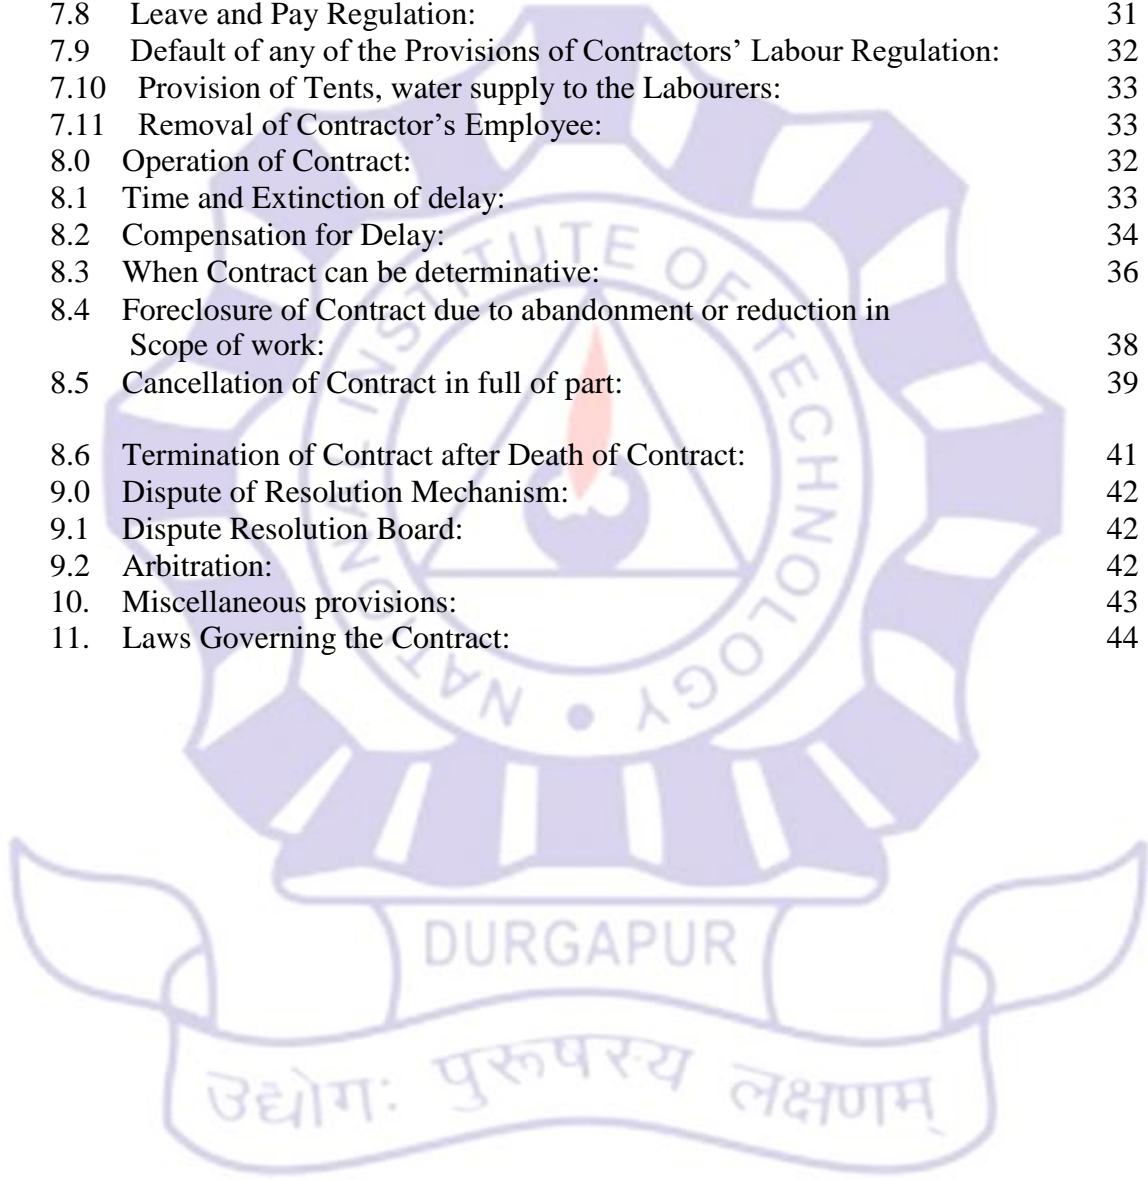 7.8 Leave and Pay Regulation: 31
7.9 Default of any of the Provisions of Contractors’ Labour Regulation: 32
7.10 Provision of Tents, water supply to the Labourers: 33
7.11 Removal of Contractor’s Employee: 33
8.0 Operation of Contract: 32
8.1 Time and Extinction of delay: 33
8.2 Compensation for Delay: 34
8.3 When Contract can be determinative: 36
8.4 Foreclosure of Contract due to abandonment or reduction in
Scope of work: 38
8.5 Cancellation of Contract in full of part: 39
8.6 Termination of Contract after Death of Contract: 41
9.0 Dispute of Resolution Mechanism: 42
9.1 Dispute Resolution Board: 42
9.2 Arbitration: 42
10. Miscellaneous provisions: 43
11. Laws Governing the Contract: 44
NATIONAL INSTITUTE OF TECHNOLOGY
DURGAPUR
उद्योगः पुरूषस्य लक्षणम्